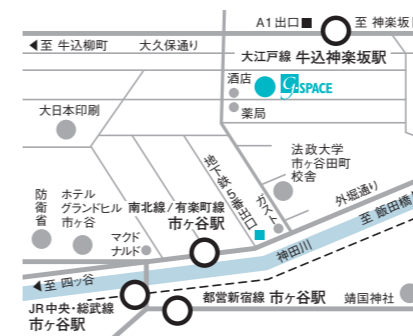 A1出口■
至 神楽坂
◀至 牛込柳町
大久保通り
大江戸線 牛込神楽坂駅
酒店
g.SPACE
薬局
大日本印刷
法政大学
市ヶ谷田町
校舎
地下鉄5番出口
ガスト
外堀通り
至 飯田橋
防衛省
ホテル
グランドヒル
市ヶ谷
南北線/有楽町線
市ヶ谷駅
マクド
ナルド
神田川
◀至 四ッ谷
JR中央・総武線
市ヶ谷駅
都営新宿線 市ヶ谷駅
靖国神社